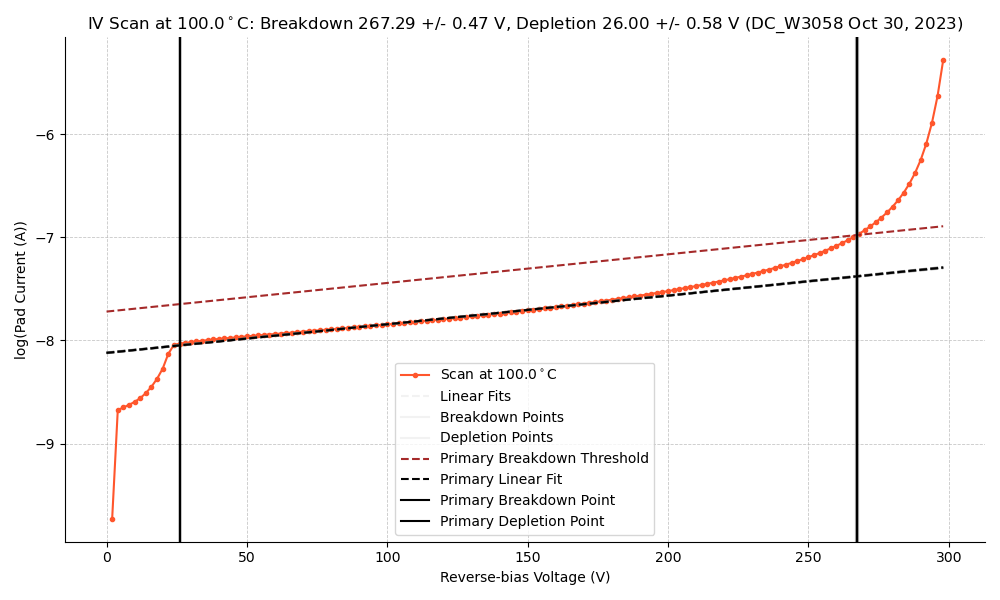 IV Scan at 100.0°C: Breakdown 267.29 +/- 0.47 V, Depletion 26.00 +/- 0.58 V (DC_W3058 Oct 30, 2023)
log(Pad Current (A))
−6
−7
−8
−9
Scan at 100.0°C
Linear Fits
Breakdown Points
Depletion Points
Primary Breakdown Threshold
Primary Linear Fit
Primary Breakdown Point
Primary Depletion Point
0 50 100 150 200 250 300
Reverse-bias Voltage (V)